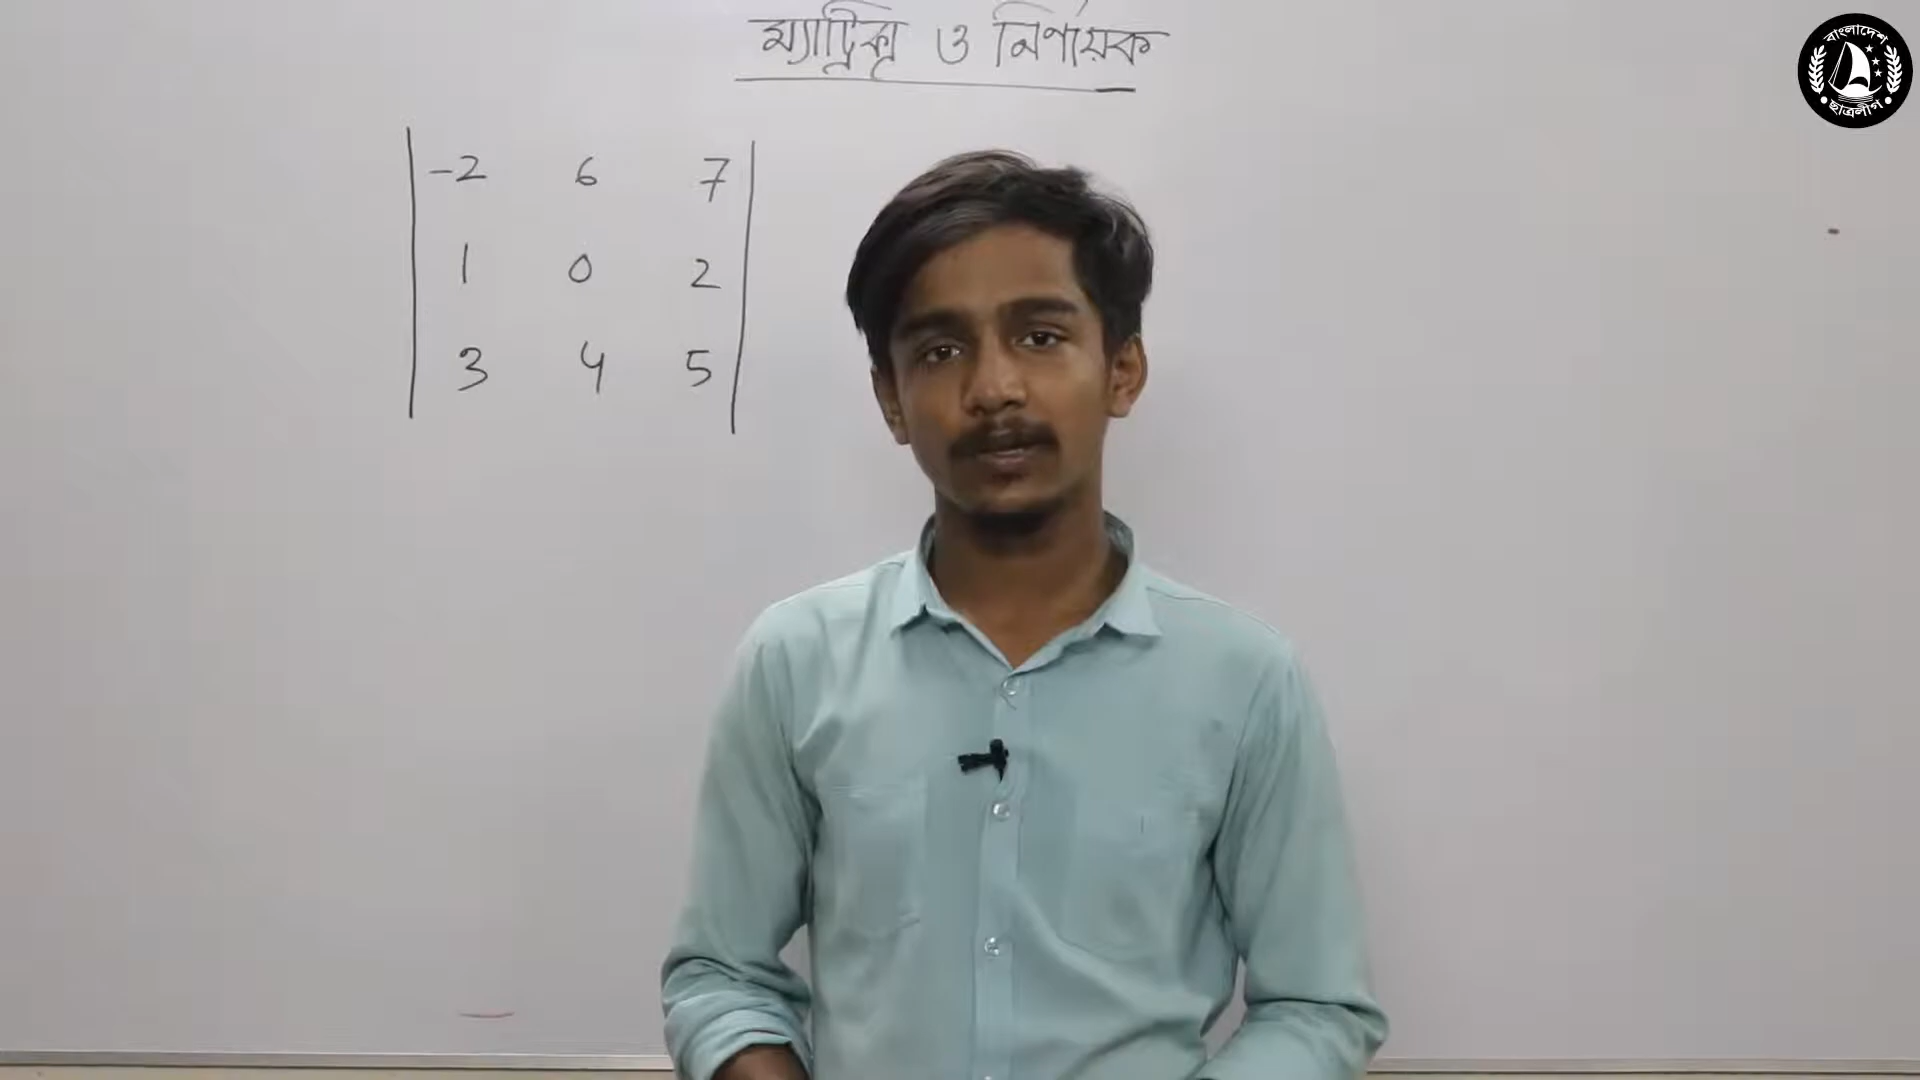 ম্যাট্রিক্স ও নির্ণায়ক
-2 6 7
1 0 2
3 4 5
বাংলাদেশ
ছাত্রলীগ